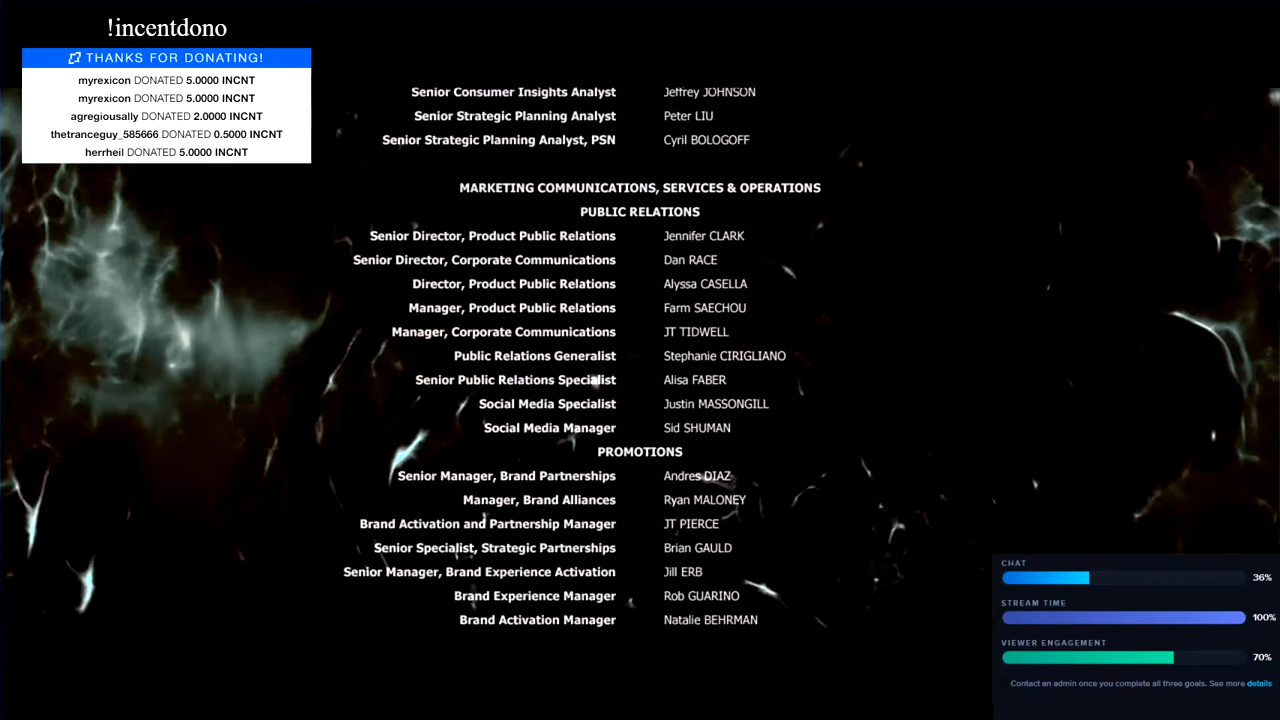 !incentdono
THANKS FOR DONATING!
myrexicon DONATED 5.0000 INCNT
myrexicon DONATED 5.0000 INCNT
agregiousally DONATED 2.0000 INCNT
thetranceguy_585666 DONATED 0.5000 INCNT
herrheil DONATED 5.0000 INCNT
Senior Consumer Insights Analyst Jeffrey JOHNSON
Senior Strategic Planning Analyst Peter LIU
Senior Strategic Planning Analyst, PSN Cyril BOLOGOFF
MARKETING COMMUNICATIONS, SERVICES & OPERATIONS
PUBLIC RELATIONS
Senior Director, Product Public Relations Jennifer CLARK
Senior Director, Corporate Communications Dan RACE
Director, Product Public Relations Alyssa CASELLA
Manager, Product Public Relations Farm SAECHOU
Manager, Corporate Communications JT TIDWELL
Public Relations Generalist Stephanie CIRIGLIANO
Senior Public Relations Specialist Alisa FABER
Social Media Specialist Justin MASSONGILL
Social Media Manager Sid SHUMAN
PROMOTIONS
Senior Manager, Brand Partnerships Andres DIAZ
Manager, Brand Alliances Ryan MALONEY
Brand Activation and Partnership Manager JT PIERCE
Senior Specialist, Strategic Partnerships Brian GAULD
Senior Manager, Brand Experience Activation Jill ERB
Brand Experience Manager Rob GUARINO
Brand Activation Manager Natalie BEHRMAN
CHAT
36%
STREAM TIME
100%
VIEWER ENGAGEMENT
70%
Contact an admin once you complete all three goals. See more details